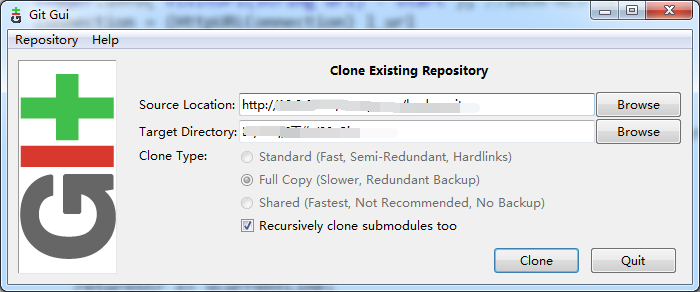 Git Gui
Repository Help
Clone Existing Repository
Source Location: http://
Browse
Target Directory:
Browse
Clone Type:
Standard (Fast, Semi-Redundant, Hardlinks)
Full Copy (Slower, Redundant Backup)
Shared (Fastest, Not Recommended, No Backup)
Recursively clone submodules too
Clone Quit
GIt